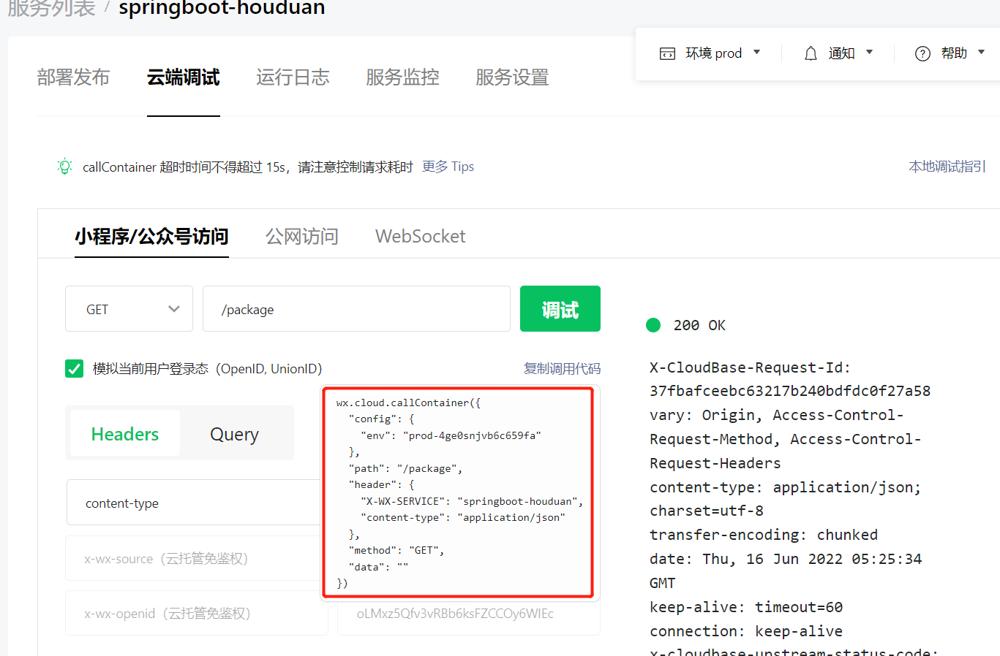 服务列表 / springboot-houduan
环境 prod
通知
帮助
部署发布
云端调试
运行日志
服务监控
服务设置
callContainer 超时时间不得超过 15s，请注意控制请求耗时 更多 Tips
本地调试指引
小程序/公众号访问
公网访问
WebSocket
GET
/package
调试
模拟当前用户登录态（OpenID, UnionID）
复制调用代码
Headers
Query
content-type
x-wx-source（云托管免鉴权）
x-wx-openid（云托管免鉴权）
oLMxz5Qfv3vRBb6ksFZCCOy6WIEc
wx.cloud.callContainer({
"config": {
"env": "prod-4ge0snjvb6c659fa"
},
"path": "/package",
"header": {
"X-WX-SERVICE": "springboot-houduan",
"content-type": "application/json"
},
"method": "GET",
"data": ""
})
200 OK
X-CloudBase-Request-Id:
37fbafceebc63217b240bdfdc0f27a58
vary: Origin, Access-Control-
Request-Method, Access-Control-
Request-Headers
content-type: application/json;
charset=utf-8
transfer-encoding: chunked
date: Thu, 16 Jun 2022 05:25:34
GMT
keep-alive: timeout=60
connection: keep-alive
x-cloudbase-upstream-status-code: